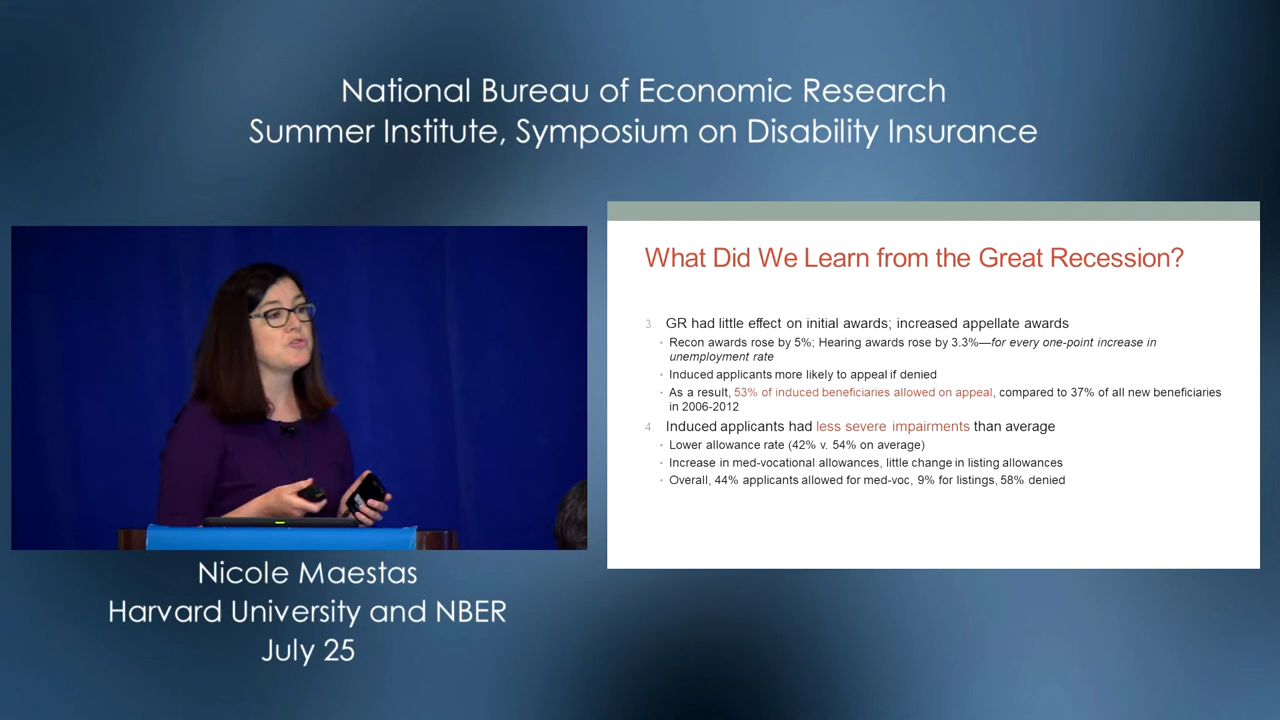 National Bureau of Economic Research
Summer Institute, Symposium on Disability Insurance
What Did We Learn from the Great Recession?
3. GR had little effect on initial awards; increased appellate awards
• Recon awards rose by 5%; Hearing awards rose by 3.3%—for every one-point increase in
unemployment rate
• Induced applicants more likely to appeal if denied
• As a result, 53% of induced beneficiaries allowed on appeal, compared to 37% of all new beneficiaries
in 2006-2012
4. Induced applicants had less severe impairments than average
• Lower allowance rate (42% v. 54% on average)
• Increase in med-vocational allowances, little change in listing allowances
• Overall, 44% applicants allowed for med-voc, 9% for listings, 58% denied
Nicole Maestas
Harvard University and NBER
July 25